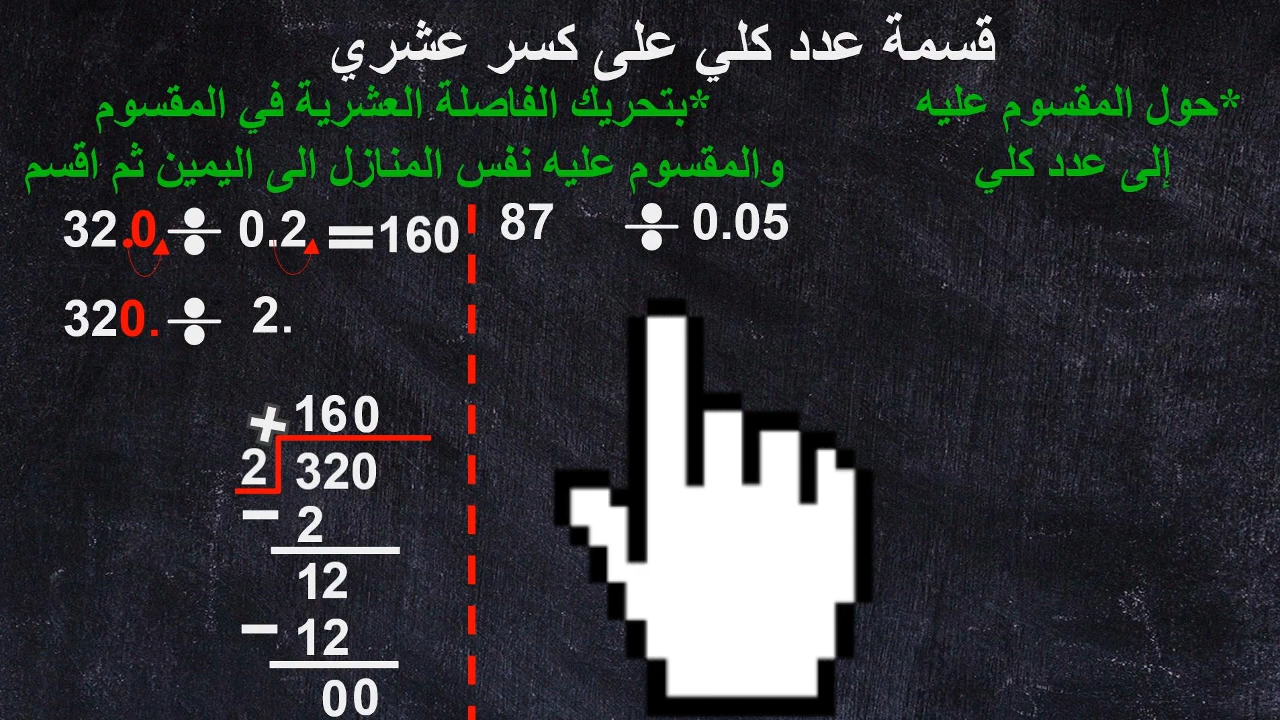 قسمة عدد كلي على كسر عشري
*حول المقسوم عليه
إلى عدد كلي
*بتحريك الفاصلة العشرية في المقسوم
والمقسوم عليه نفس المنازل الى اليمين ثم اقسم
32.0 ÷ 0.2 = 160
320. ÷ 2.
+ 160
2 320
− 2
12
− 12
00
87 ÷ 0.05